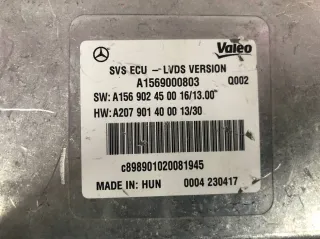 Valeo
SVS ECU – LVDS VERSION
A1569000803 Q002
SW: A156 902 45 00 16/13.00
HW: A207 901 40 00 13/30
c898901020081945
MADE IN: HUN 0004 230417